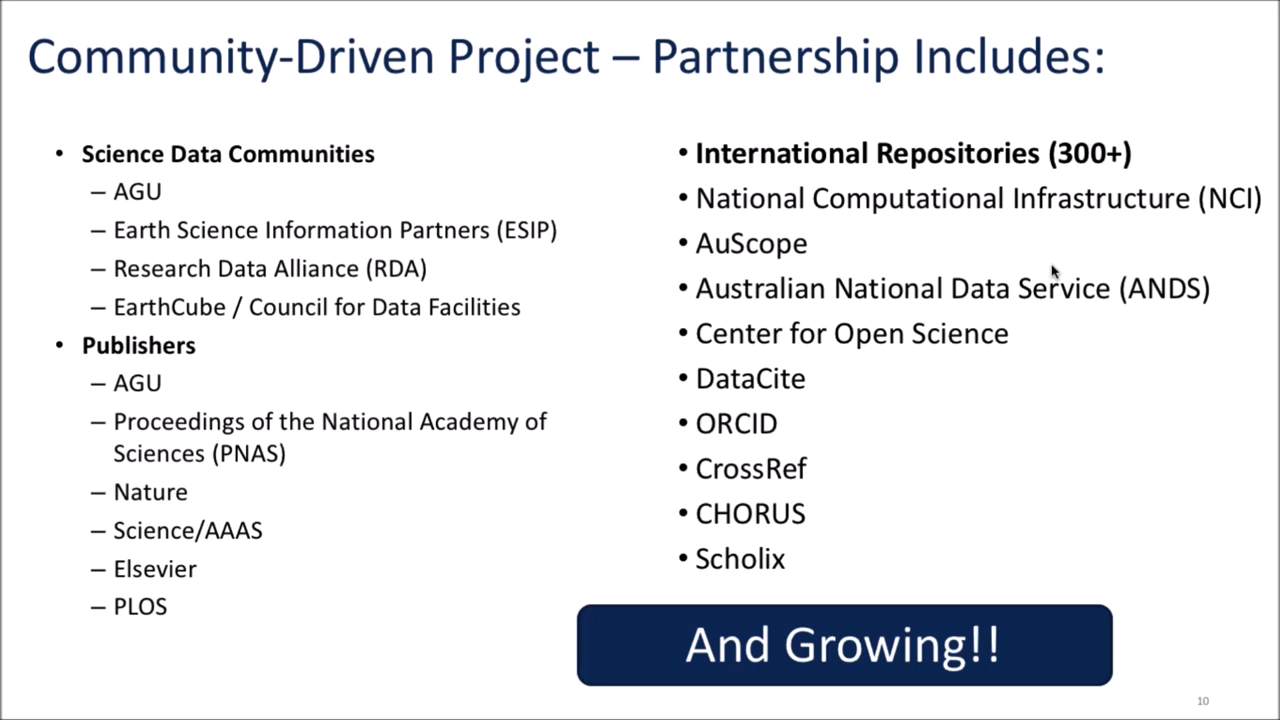 Community-Driven Project – Partnership Includes:
• Science Data Communities
– AGU
– Earth Science Information Partners (ESIP)
– Research Data Alliance (RDA)
– EarthCube / Council for Data Facilities
• Publishers
– AGU
– Proceedings of the National Academy of
Sciences (PNAS)
– Nature
– Science/AAAS
– Elsevier
– PLOS
• International Repositories (300+)
• National Computational Infrastructure (NCI)
• AuScope
• Australian National Data Service (ANDS)
• Center for Open Science
• DataCite
• ORCID
• CrossRef
• CHORUS
• Scholix
And Growing!!
10